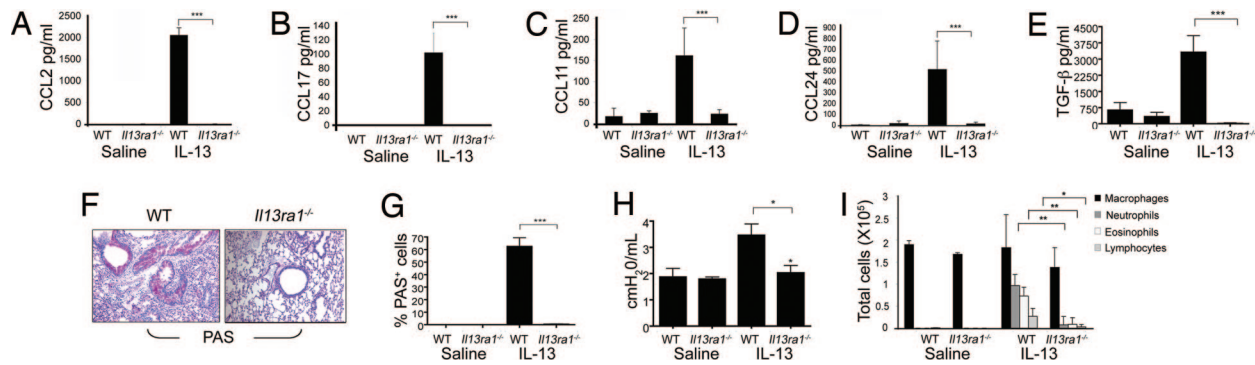 A
CCL2 pg/ml
2500
2000
1500
1000
500
0
***
WT Il13ra1-/- WT Il13ra1-/-
Saline IL-13
B
CCL17 pg/ml
140
120
100
80
60
40
20
0
***
WT Il13ra1-/- WT Il13ra1-/-
Saline IL-13
C
CCL11 pg/ml
250
200
150
100
50
0
***
WT Il13ra1-/- WT Il13ra1-/-
Saline IL-13
D
CCL24 pg/ml
900
800
700
600
500
400
300
200
100
0
***
WT Il13ra1-/- WT Il13ra1-/-
Saline IL-13
E
TGF-β pg/ml
4500
3750
3000
2250
1500
750
0
***
WT Il13ra1-/- WT Il13ra1-/-
Saline IL-13
F
WT Il13ra1-/-
PAS
G
% PAS+ cells
70
60
50
40
30
20
10
0
***
WT Il13ra1-/- WT Il13ra1-/-
Saline IL-13
H
cmH20/mL
6
4
2
0
*
*
WT Il13ra1-/- WT Il13ra1-/-
Saline IL-13
I
Total cells (X105)
3
2
2
1
1
0
*
**
**
WT Il13ra1-/- WT Il13ra1-/-
Saline IL-13
Macrophages
Neutrophils
Eosinophils
Lymphocytes